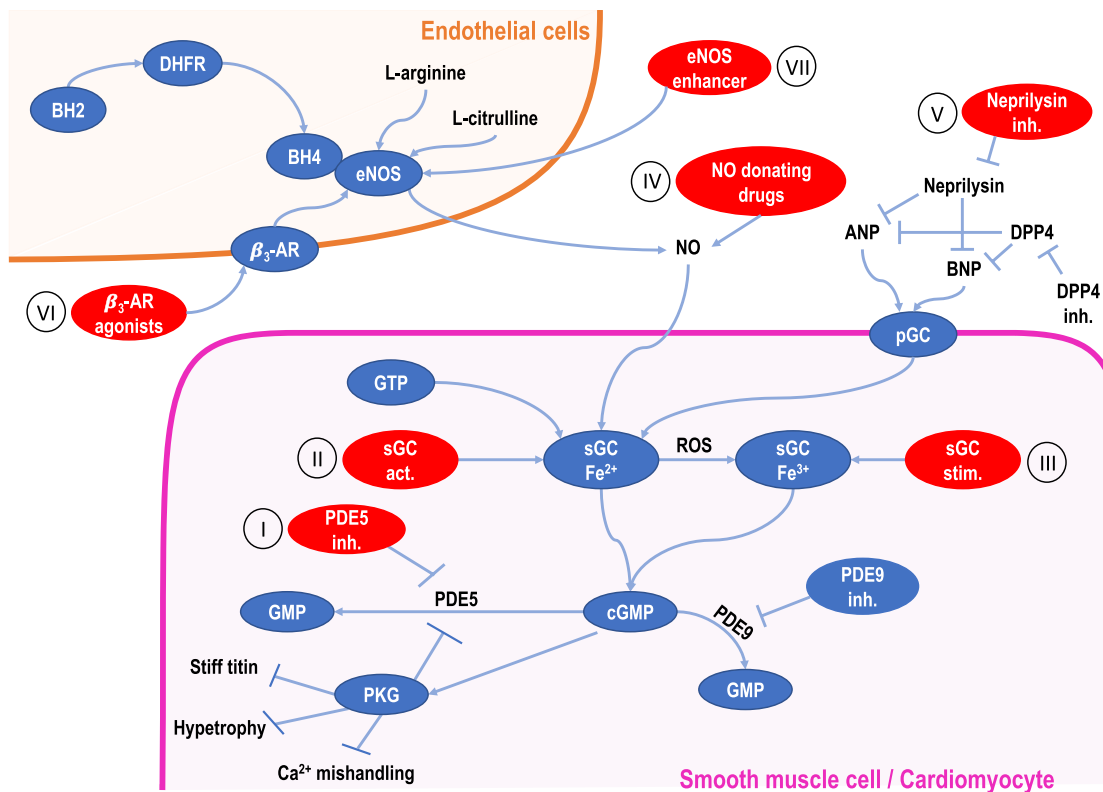 Endothelial cells
DHFR
BH2
L-arginine
L-citrulline
BH4
eNOS
β₃-AR
VI
β₃-AR
agonists
eNOS
enhancer
VII
IV
NO donating
drugs
NO
V
Neprilysin
inh.
Neprilysin
ANP
DPP4
BNP
DPP4
inh.
pGC
GTP
II
sGC
act.
sGC
Fe²⁺
ROS
sGC
Fe³⁺
sGC
stim.
III
I
PDE5
inh.
PDE5
GMP
cGMP
PDE9
PDE9
inh.
GMP
Stiff titin
PKG
Hypetrophy
Ca²⁺ mishandling
Smooth muscle cell / Cardiomyocyte